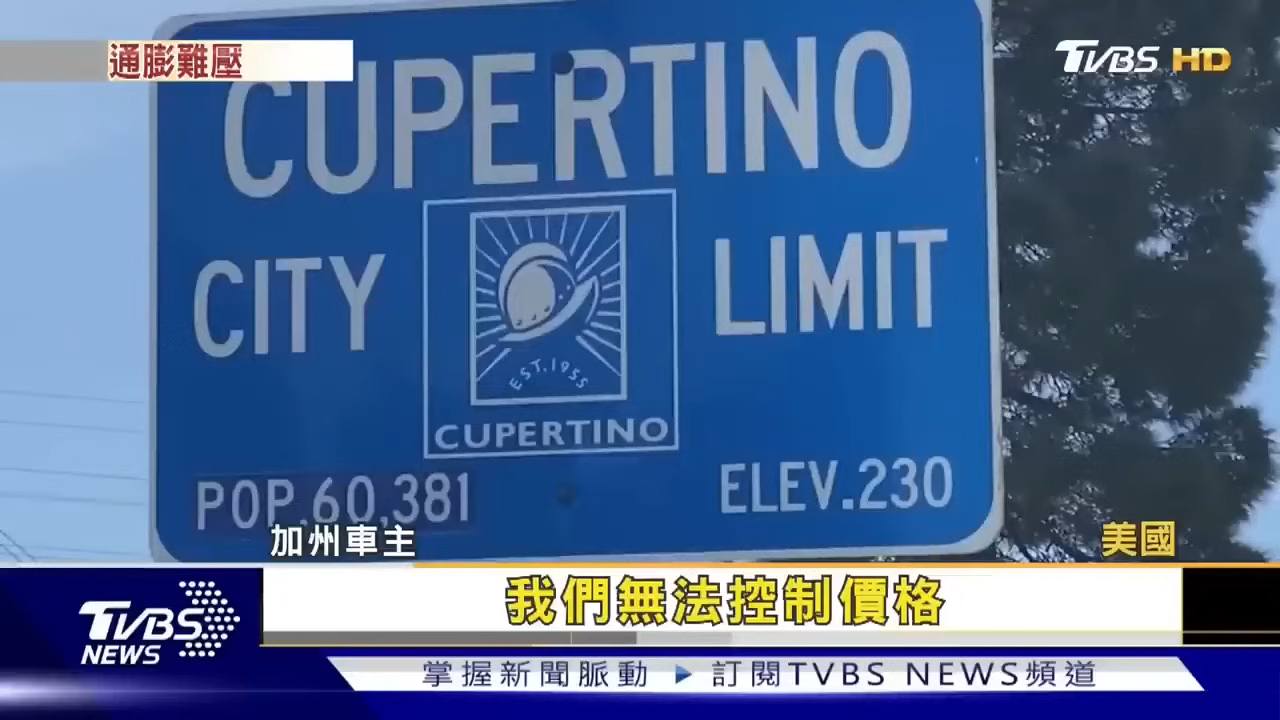 通膨難壓
TVBS HD
CUPERTINO
CITY LIMIT
EST. 1955
CUPERTINO
POP. 60,381 ELEV. 230
加州車主
美國
我們無法控制價格
TVBS NEWS
掌握新聞脈動 ▶ 訂閱TVBS NEWS頻道